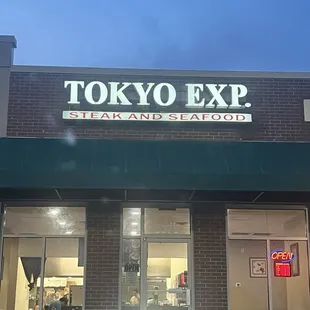 TOKYO EXP.
STEAK AND SEAFOOD
OPEN